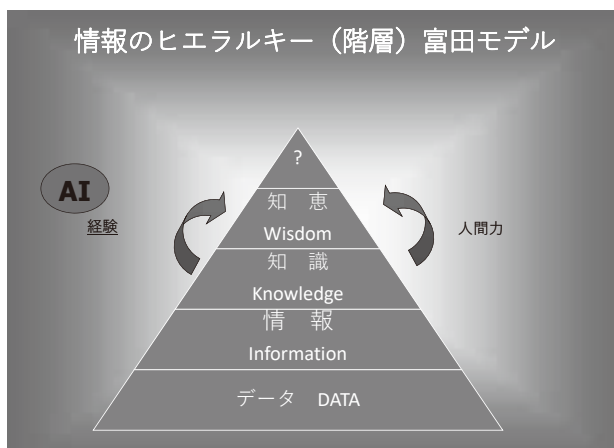 情報のヒエラルキー（階層）富田モデル
?
AI
経験
知 恵
Wisdom
人間力
知 識
Knowledge
情 報
Information
データ DATA